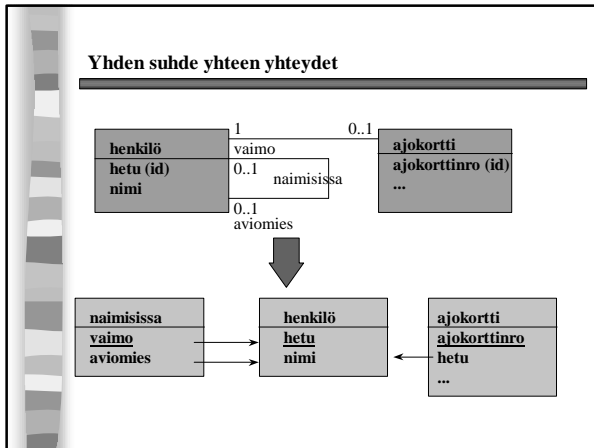 Yhden suhde yhteen yhteydet
1 0..1
henkilö
hetu (id)
nimi
vaimo
0..1
naimisissa
0..1
aviomies
ajokortti
ajokorttinro (id)
...
naimisissa
vaimo
aviomies
henkilö
hetu
nimi
ajokortti
ajokorttinro
hetu
...